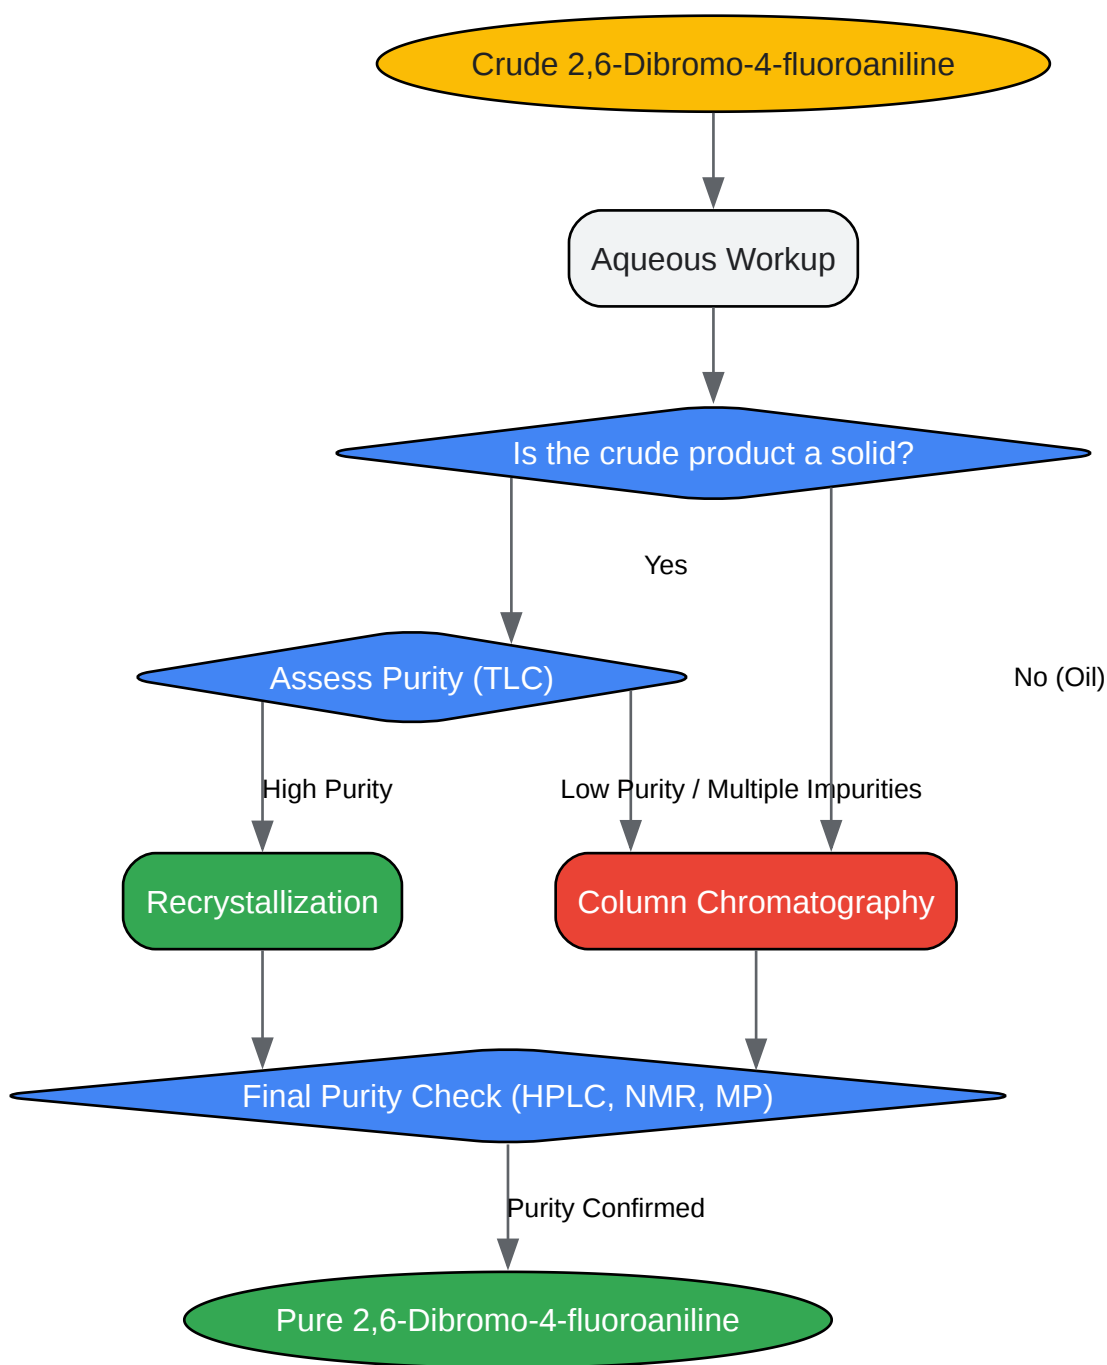 Crude 2,6-Dibromo-4-fluoroaniline
Aqueous Workup
Is the crude product a solid?
Yes
Assess Purity (TLC)
No (Oil)
High Purity
Low Purity / Multiple Impurities
Recrystallization
Column Chromatography
Final Purity Check (HPLC, NMR, MP)
Purity Confirmed
Pure 2,6-Dibromo-4-fluoroaniline